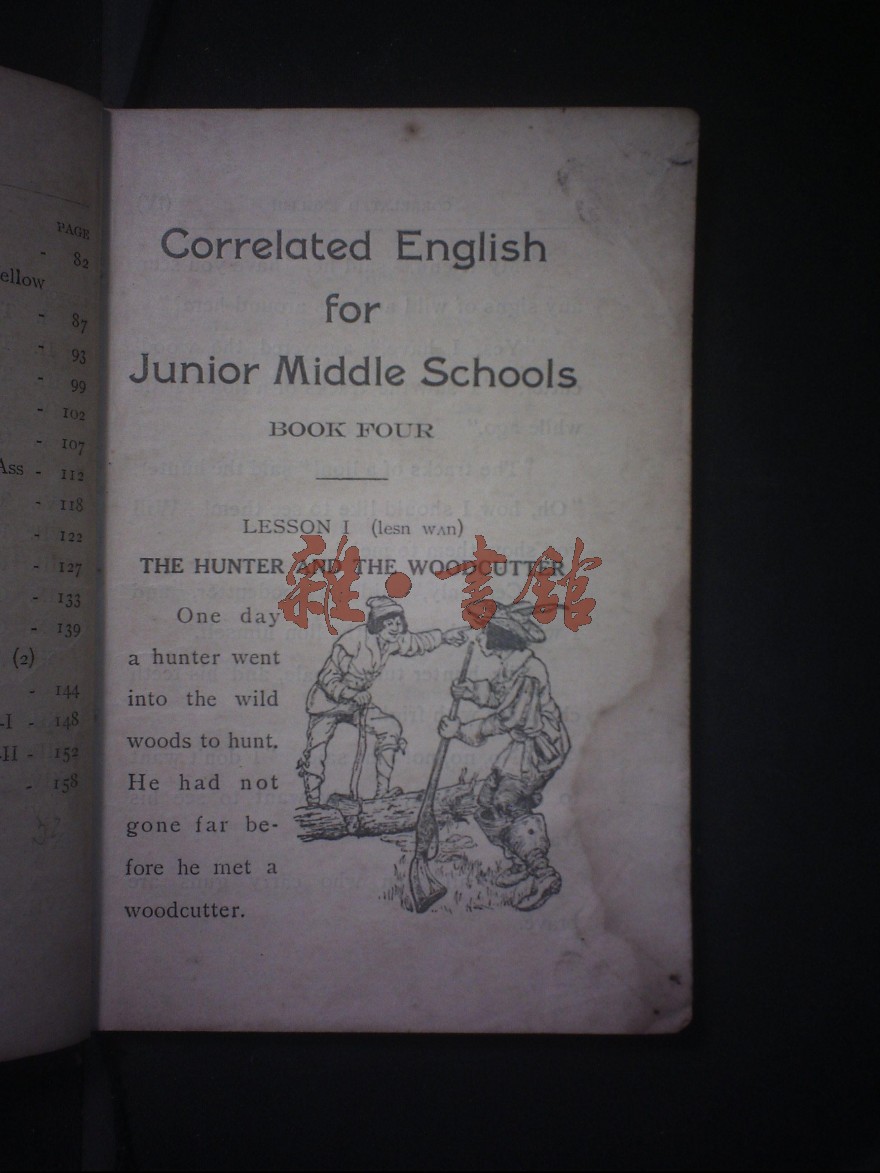 PAGE
- 82
ellow
- 87
- 93
- 99
- 102
- 107
Ass - 112
- 118
- 122
- 127
- 133
- 139
(2)
- 144
-I - 148
-II - 152
- 158
Correlated English
for
Junior Middle Schools
BOOK FOUR
LESSON I (lesn wʌn)
THE HUNTER AND THE WOODCUTTER
One day
a hunter went
into the wild
woods to hunt.
He had not
gone far be-
fore he met a
woodcutter.
雜·書館